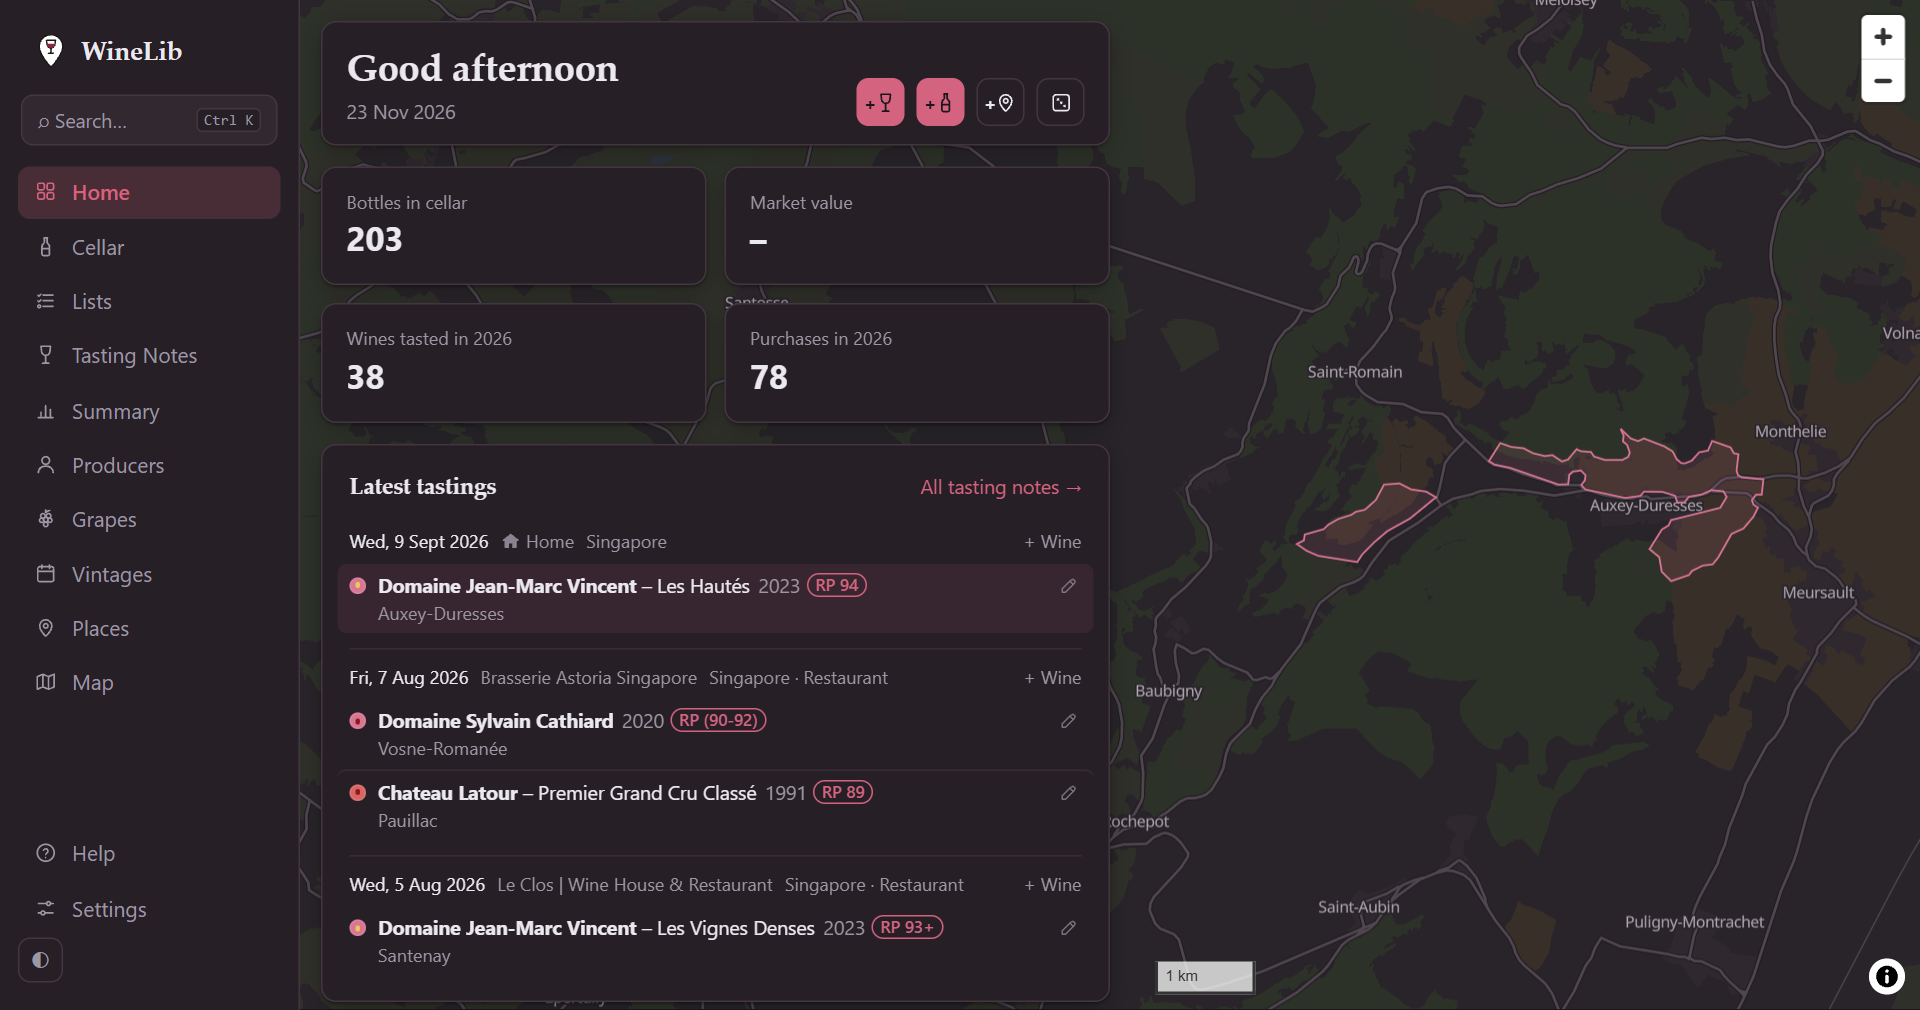 WineLib
Search...
Ctrl K
Home
Cellar
Lists
Tasting Notes
Summary
Producers
Grapes
Vintages
Places
Map
Help
Settings
Good afternoon
23 Nov 2026
+
+
+
Bottles in cellar
203
Market value
–
Wines tasted in 2026
38
Purchases in 2026
78
Latest tastings
All tasting notes →
Wed, 9 Sept 2026 Home Singapore + Wine
Domaine Jean-Marc Vincent – Les Hautés 2023 RP 94
Auxey-Duresses
Fri, 7 Aug 2026 Brasserie Astoria Singapore Singapore · Restaurant + Wine
Domaine Sylvain Cathiard 2020 RP (90-92)
Vosne-Romanée
Chateau Latour – Premier Grand Cru Classé 1991 RP 89
Pauillac
Wed, 5 Aug 2026 Le Clos | Wine House & Restaurant Singapore · Restaurant + Wine
Domaine Jean-Marc Vincent – Les Vignes Denses 2023 RP 93+
Santenay
Meloisey
+
−
Volna
Saint-Romain
Monthelie
Auxey-Duresses
Meursault
Baubigny
ochepot
Saint-Aubin
Puligny-Montrachet
1 km